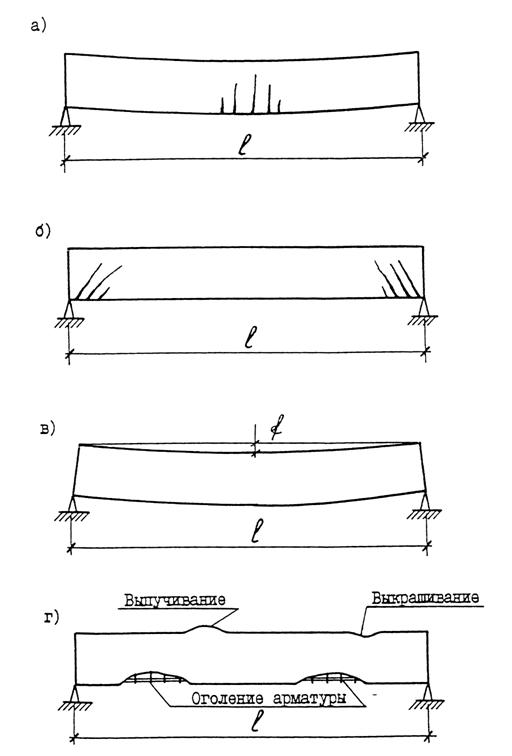 а)
l
б)
l
в)
f
l
г)
Выпучивание
Выкрашивание
Оголение арматуры
l